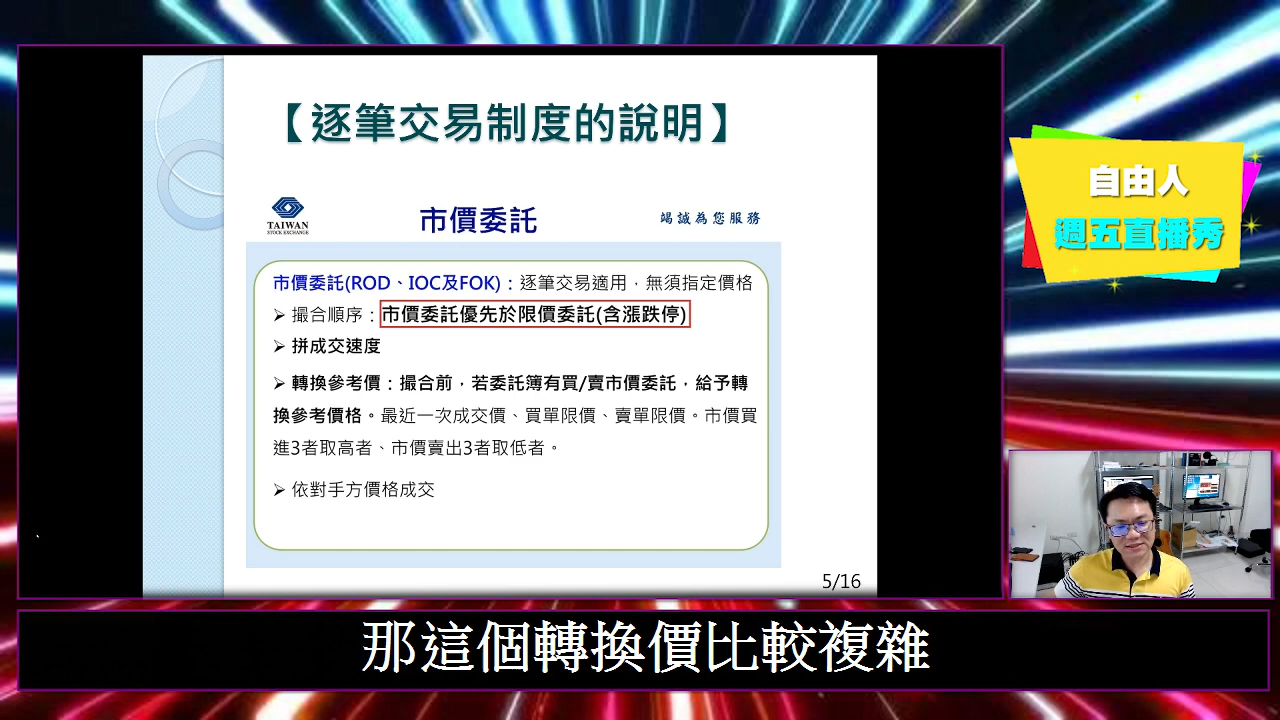 【逐筆交易制度的說明】
TAIWAN
STOCK EXCHANGE
市價委託
竭誠為您服務
市價委託(ROD、IOC及FOK)：逐筆交易適用，無須指定價格
➢ 撮合順序：市價委託優先於限價委託(含漲跌停)
➢ 拼成交速度
➢ 轉換參考價：撮合前，若委託簿有買/賣市價委託，給予轉
換參考價格。最近一次成交價、買單限價、賣單限價。市價買
進3者取高者、市價賣出3者取低者。
➢ 依對手方價格成交
5/16
自由人
週五直播秀
那這個轉換價比較複雜